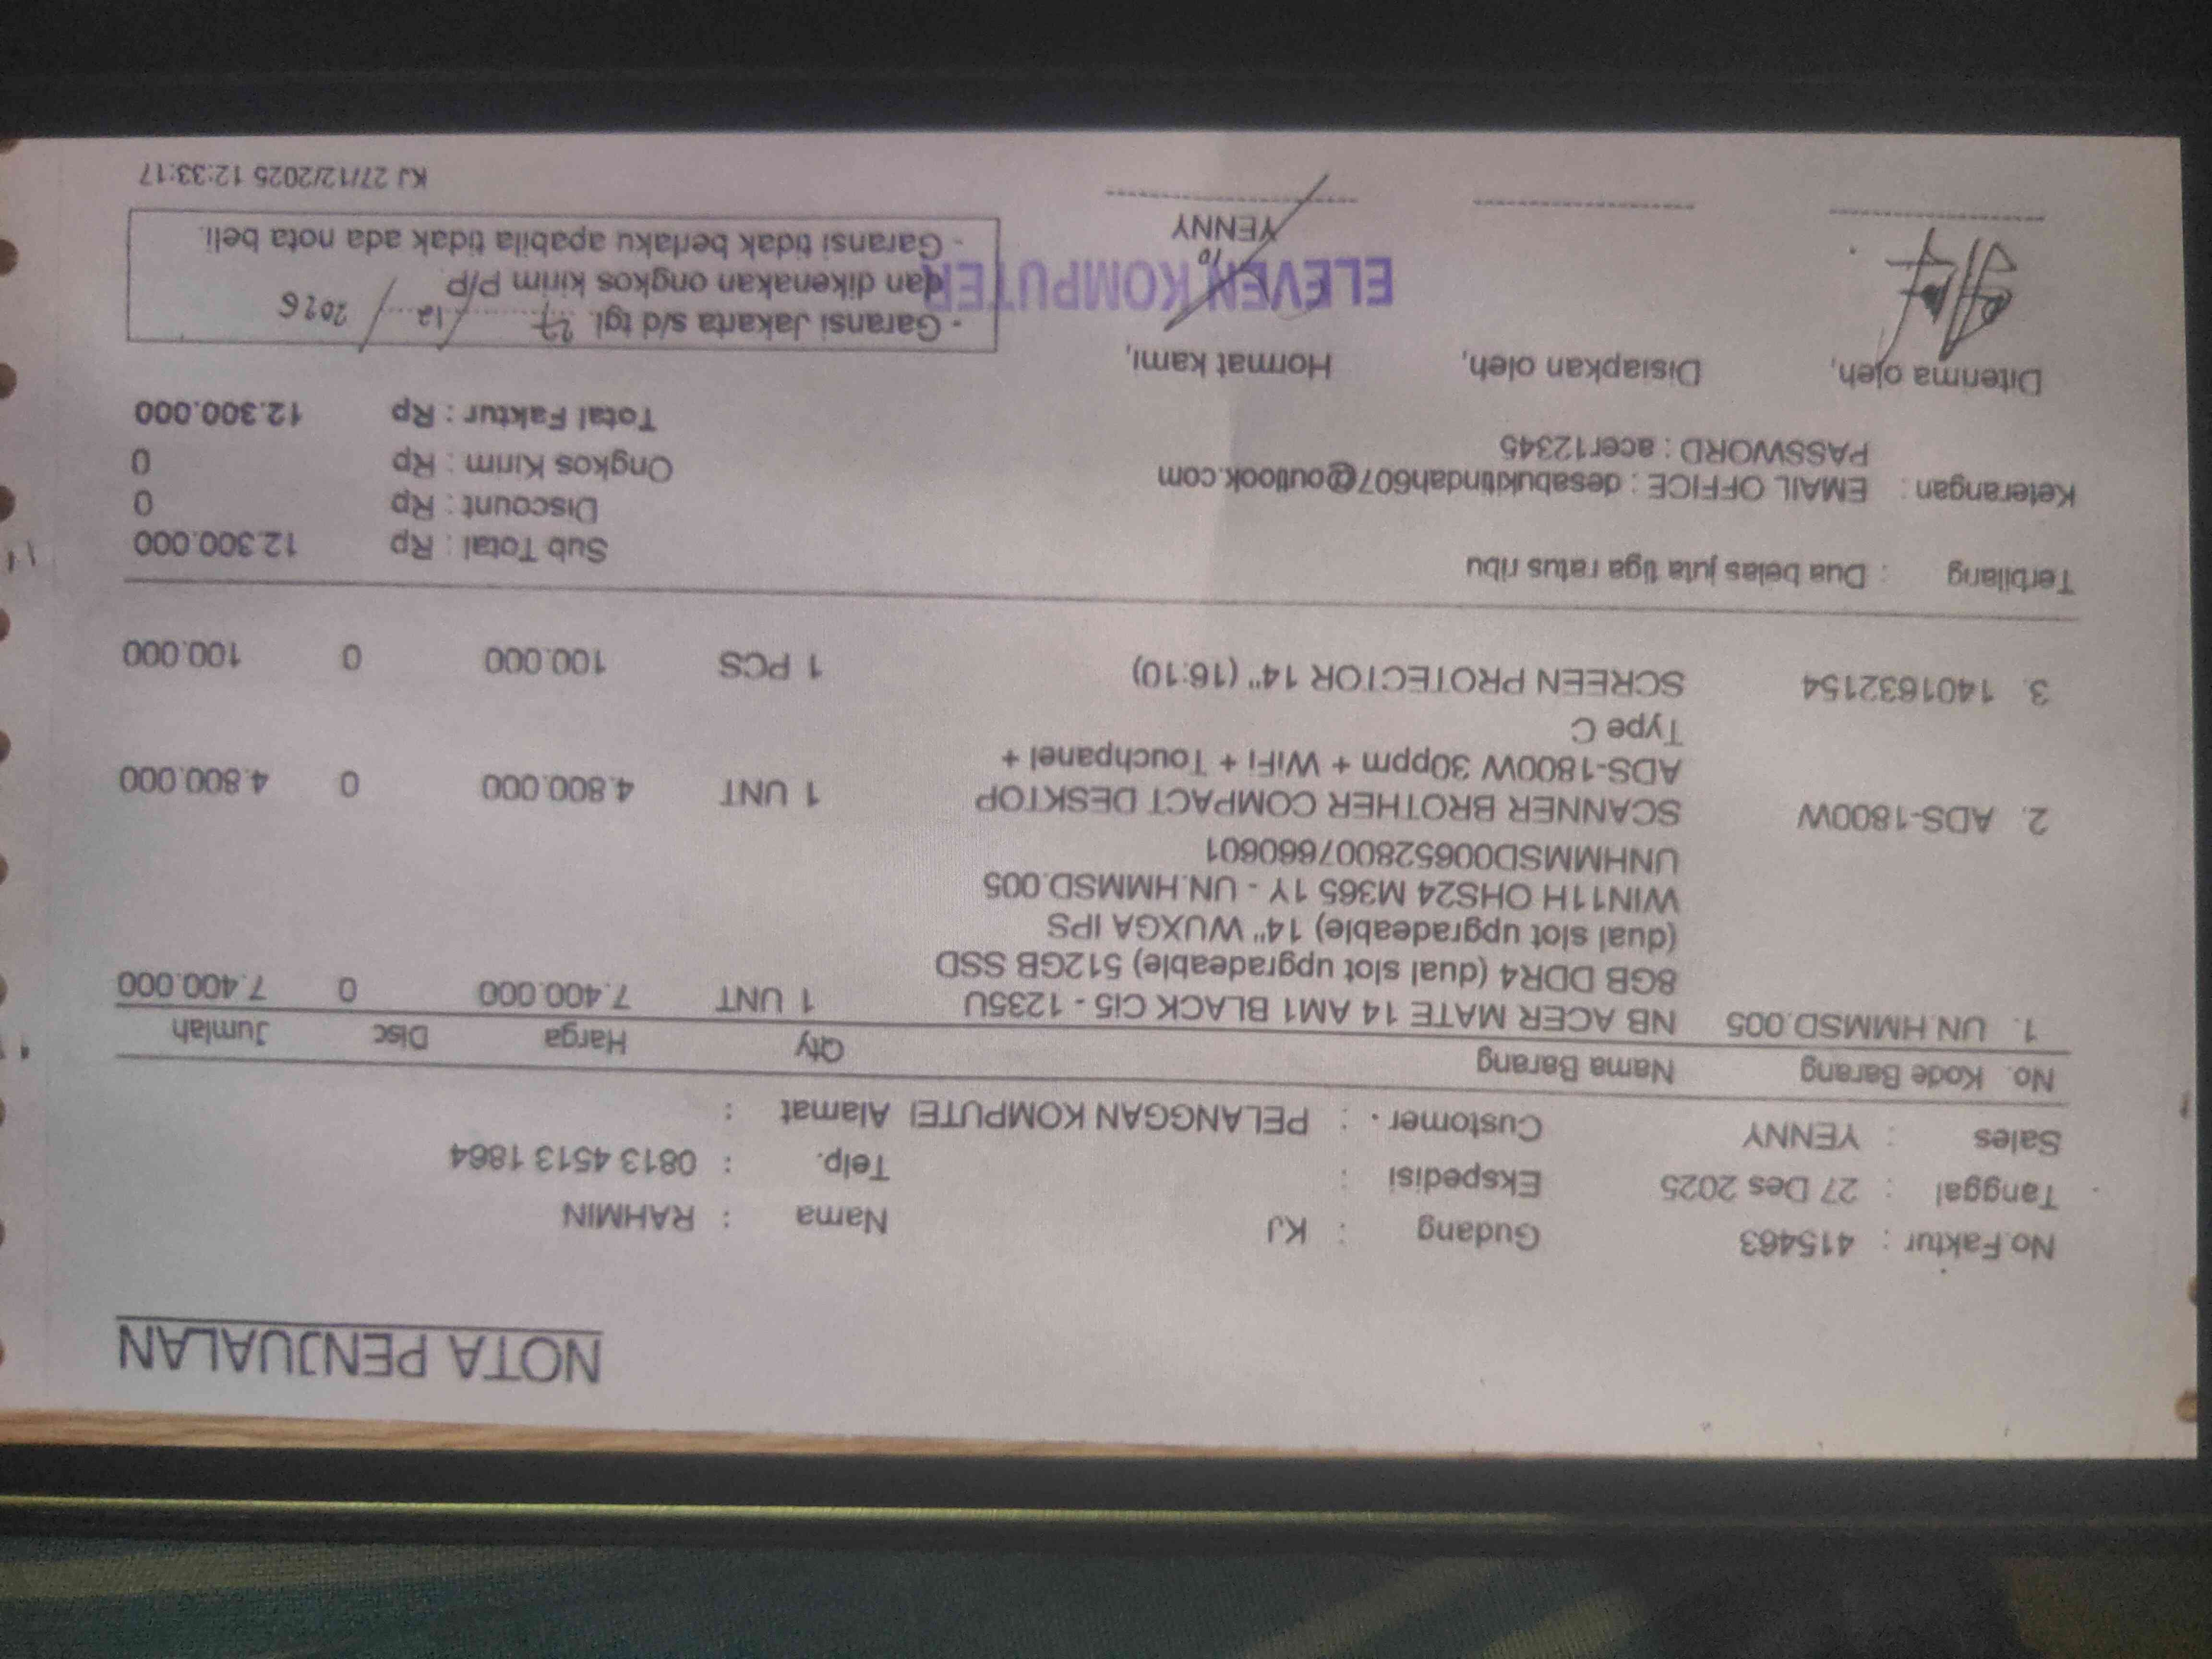 NOTA PENJUALAN
No.Faktur : 415463 Gudang : KJ Nama : RAHMIN
Tanggal : 27 Des 2025 Ekspedisi : Telp. : 0813 4513 1864
Sales : YENNY Customer : PELANGGAN KOMPUTEI Alamat :
No. Kode Barang Nama Barang Qty Harga Disc Jumlah
1. UN.HMMSD.005 NB ACER MATE 14 AM1 BLACK Ci5 - 1235U 1 UNT 7.400.000 0 7.400.000
8GB DDR4 (dual slot upgradeable) 512GB SSD
(dual slot upgradeable) 14" WUXGA IPS
WIN11H OHS24 M365 1Y - UN.HMMSD.005
UNHMMSD006528007660601
2. ADS-1800W SCANNER BROTHER COMPACT DESKTOP 1 UNT 4.800.000 0 4.800.000
ADS-1800W 30ppm + WiFi + Touchpanel +
Type C
3. 1401632154 SCREEN PROTECTOR 14" (16:10) 1 PCS 100.000 0 100.000
Terbilang : Dua belas juta tiga ratus ribu Sub Total : Rp 12.300.000
Discount : Rp 0
Keterangan : EMAIL OFFICE : desabukitindah607@outlook.com Ongkos Kirim : Rp 0
PASSWORD : acer12345 Total Faktur : Rp 12.300.000
Diterima oleh, Disiapkan oleh, Hormat kami,
- Garansi Jakarta s/d tgl. 27 / 12 / 2026
dan dikenakan ongkos kirim P/P.
- Garansi tidak berlaku apabila tidak ada nota beli.
ELEVEN KOMPUTER
YENNY
KJ 27/12/2025 12:33:17